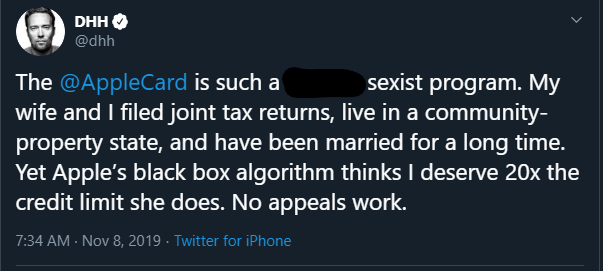 DHH
@dhh
The @AppleCard is such a sexist program. My
wife and I filed joint tax returns, live in a community-
property state, and have been married for a long time.
Yet Apple’s black box algorithm thinks I deserve 20x the
credit limit she does. No appeals work.
7:34 AM · Nov 8, 2019 · Twitter for iPhone